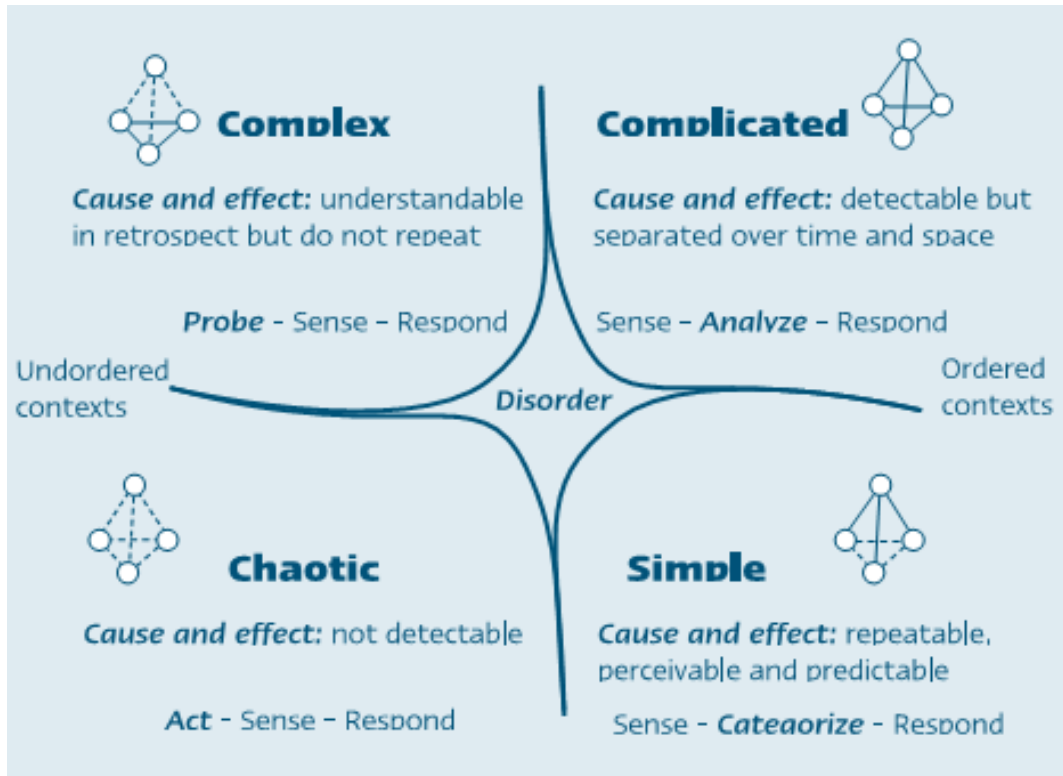 Complex
Cause and effect: understandable
in retrospect but do not repeat
Probe - Sense – Respond
Complicated
Cause and effect: detectable but
separated over time and space
Sense – Analyze – Respond
Undordered
contexts
Disorder
Ordered
contexts
Chaotic
Cause and effect: not detectable
Act - Sense - Respond
Simple
Cause and effect: repeatable,
perceivable and predictable
Sense - Categorize - Respond